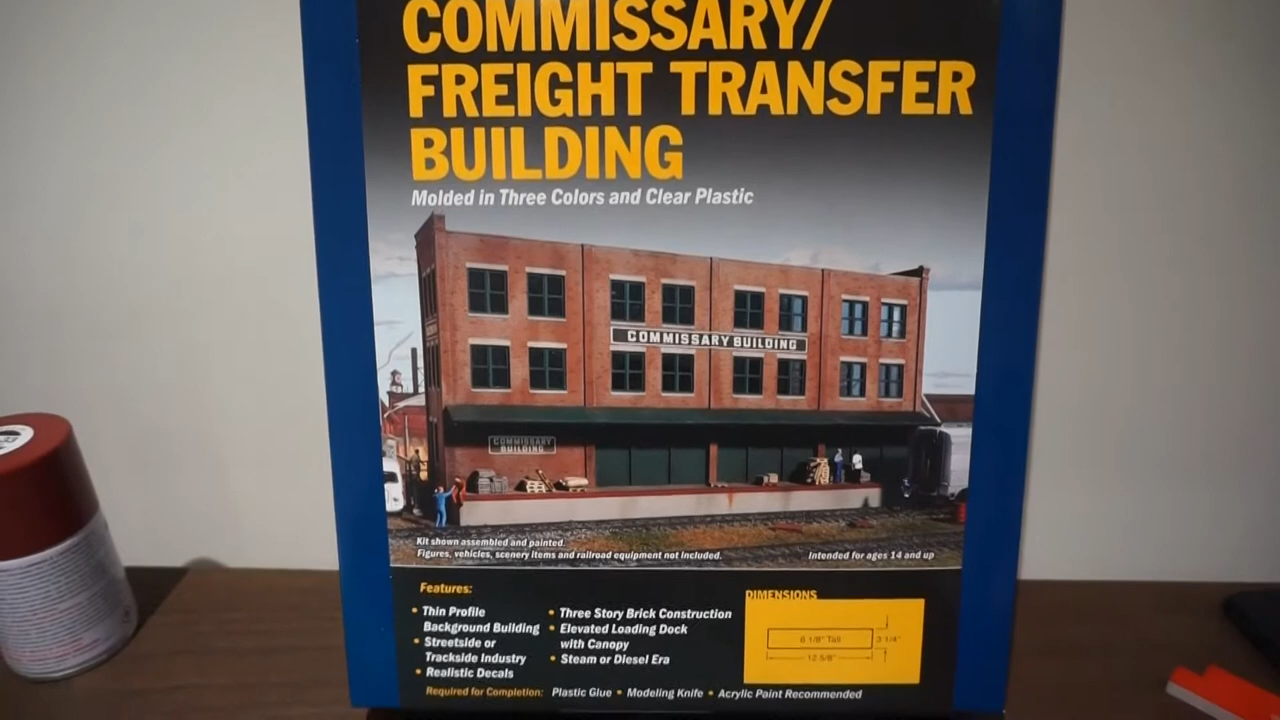 COMMISSARY/
FREIGHT TRANSFER
BUILDING
Molded in Three Colors and Clear Plastic
COMMISSARY BUILDING
COMMISSARY
BUILDING
Kit shown assembled and painted.
Figures, vehicles, scenery items and railroad equipment not included.
Intended for ages 14 and up
Features:
• Thin Profile
Background Building
• Streetside or
Trackside Industry
• Realistic Decals
• Three Story Brick Construction
• Elevated Loading Dock
with Canopy
• Steam or Diesel Era
DIMENSIONS
6 1/8" Tall
3 1/4"
12 5/8"
Required for Completion: Plastic Glue • Modeling Knife • Acrylic Paint Recommended